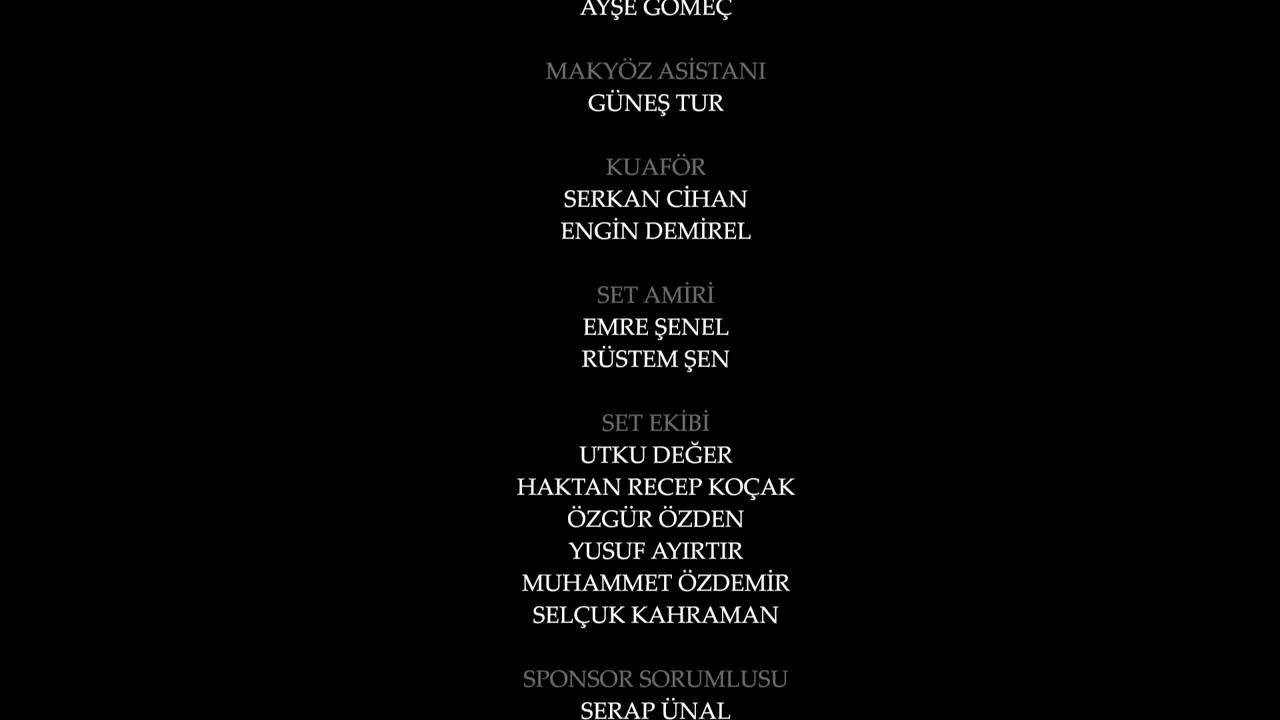 AYŞE GÖMEÇ
MAKYÖZ ASİSTANI
GÜNEŞ TUR
KUAFÖR
SERKAN CİHAN
ENGİN DEMİREL
SET AMİRİ
EMRE ŞENEL
RÜSTEM ŞEN
SET EKİBİ
UTKU DEĞER
HAKTAN RECEP KOÇAK
ÖZGÜR ÖZDEN
YUSUF AYIRTIR
MUHAMMET ÖZDEMİR
SELÇUK KAHRAMAN
SPONSOR SORUMLUSU
SERAP ÜNAL